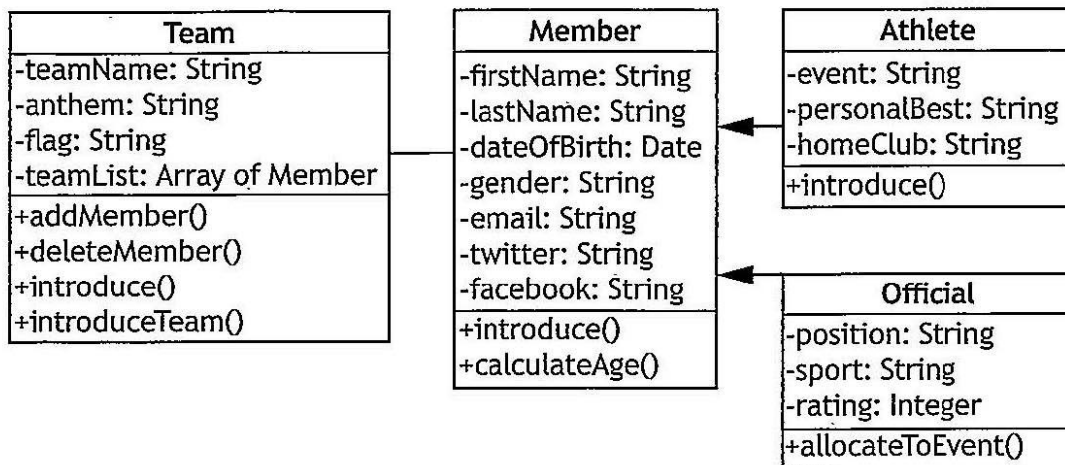 Team
-teamName: String
-anthem: String
-flag: String
-teamList: Array of Member
+addMember()
+deleteMember()
+introduce()
+introduceTeam()
Member
-firstName: String
-lastName: String
-dateOfBirth: Date
-gender: String
-email: String
-twitter: String
-facebook: String
+introduce()
+calculateAge()
Athlete
-event: String
-personalBest: String
-homeClub: String
+introduce()
Official
-position: String
-sport: String
-rating: Integer
+allocateToEvent()